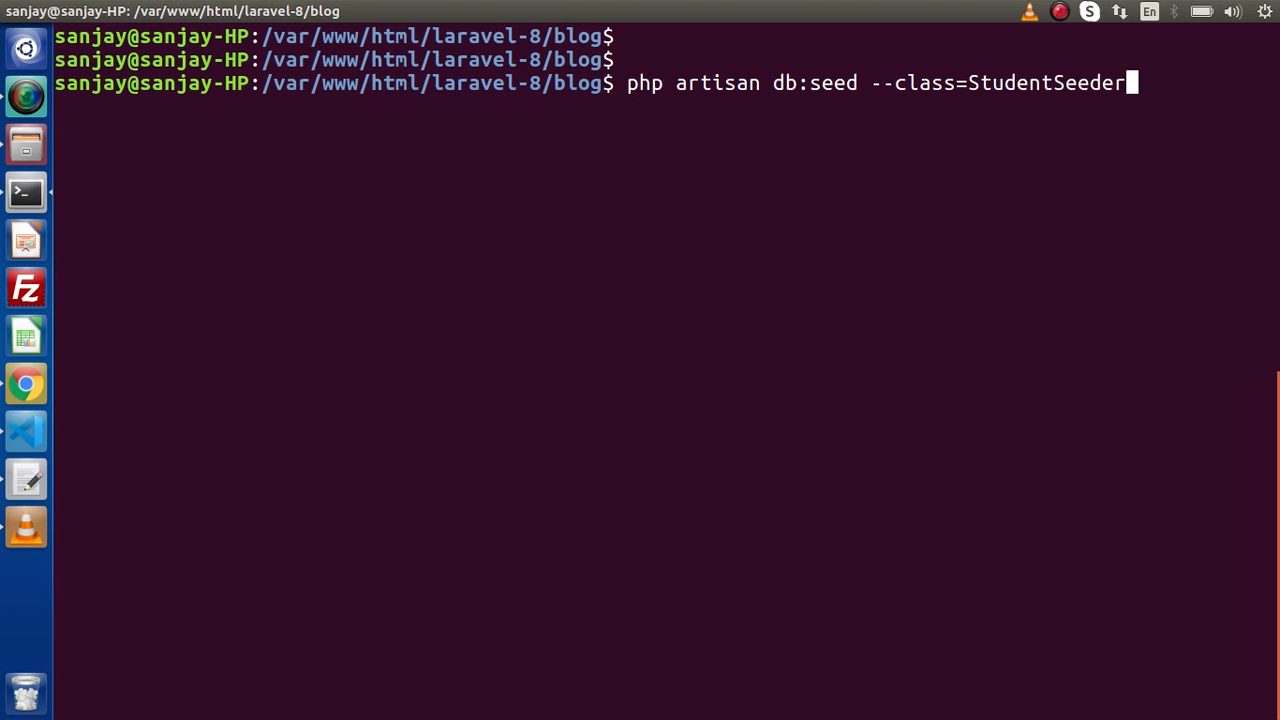 sanjay@sanjay-HP: /var/www/html/laravel-8/blog
En
sanjay@sanjay-HP:/var/www/html/laravel-8/blog$
sanjay@sanjay-HP:/var/www/html/laravel-8/blog$
sanjay@sanjay-HP:/var/www/html/laravel-8/blog$ php artisan db:seed --class=StudentSeeder
>_
Fz